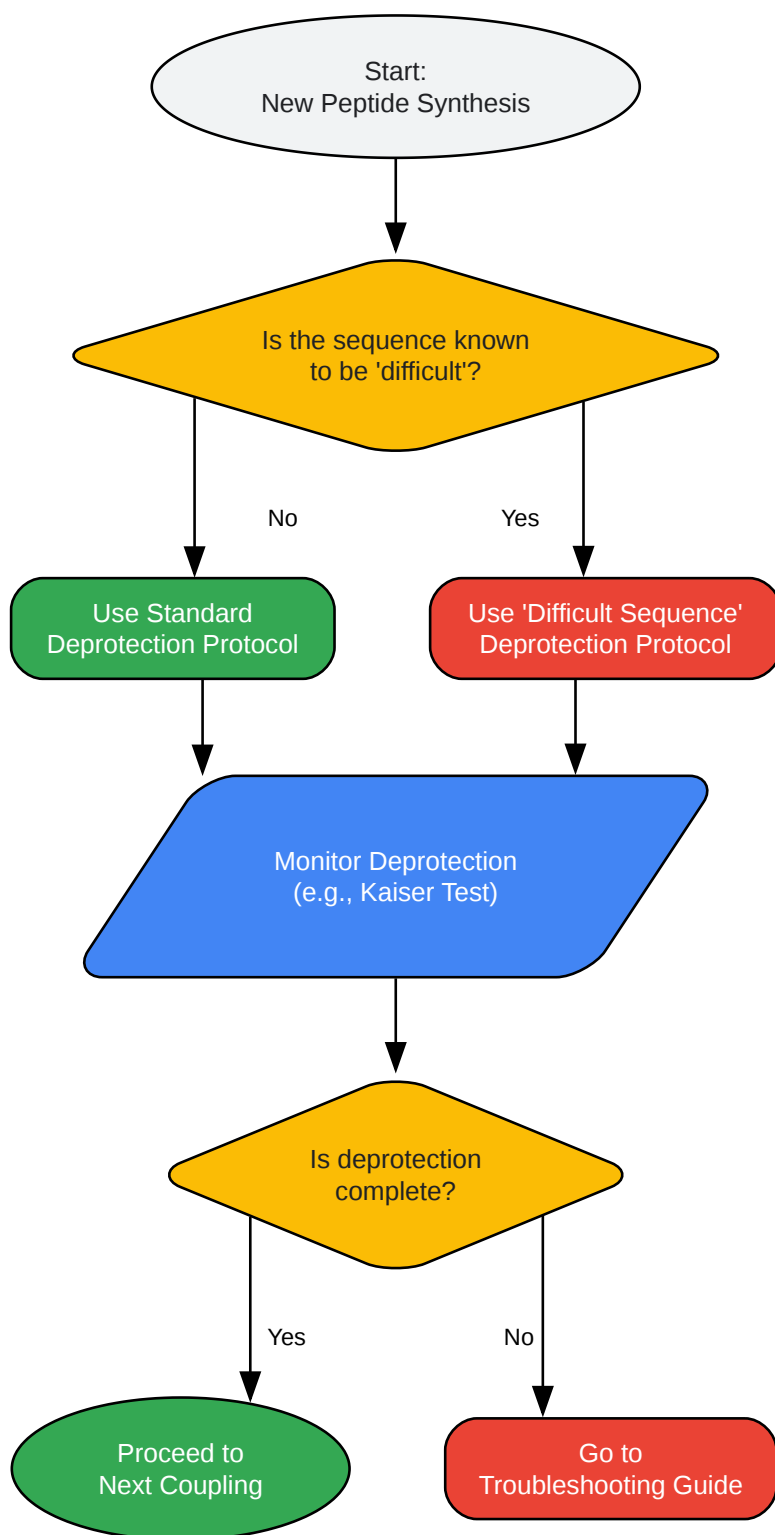 Start:
New Peptide Synthesis
Is the sequence known
to be 'difficult'?
No
Yes
Use Standard
Deprotection Protocol
Use 'Difficult Sequence'
Deprotection Protocol
Monitor Deprotection
(e.g., Kaiser Test)
Is deprotection
complete?
Yes
No
Proceed to
Next Coupling
Go to
Troubleshooting Guide